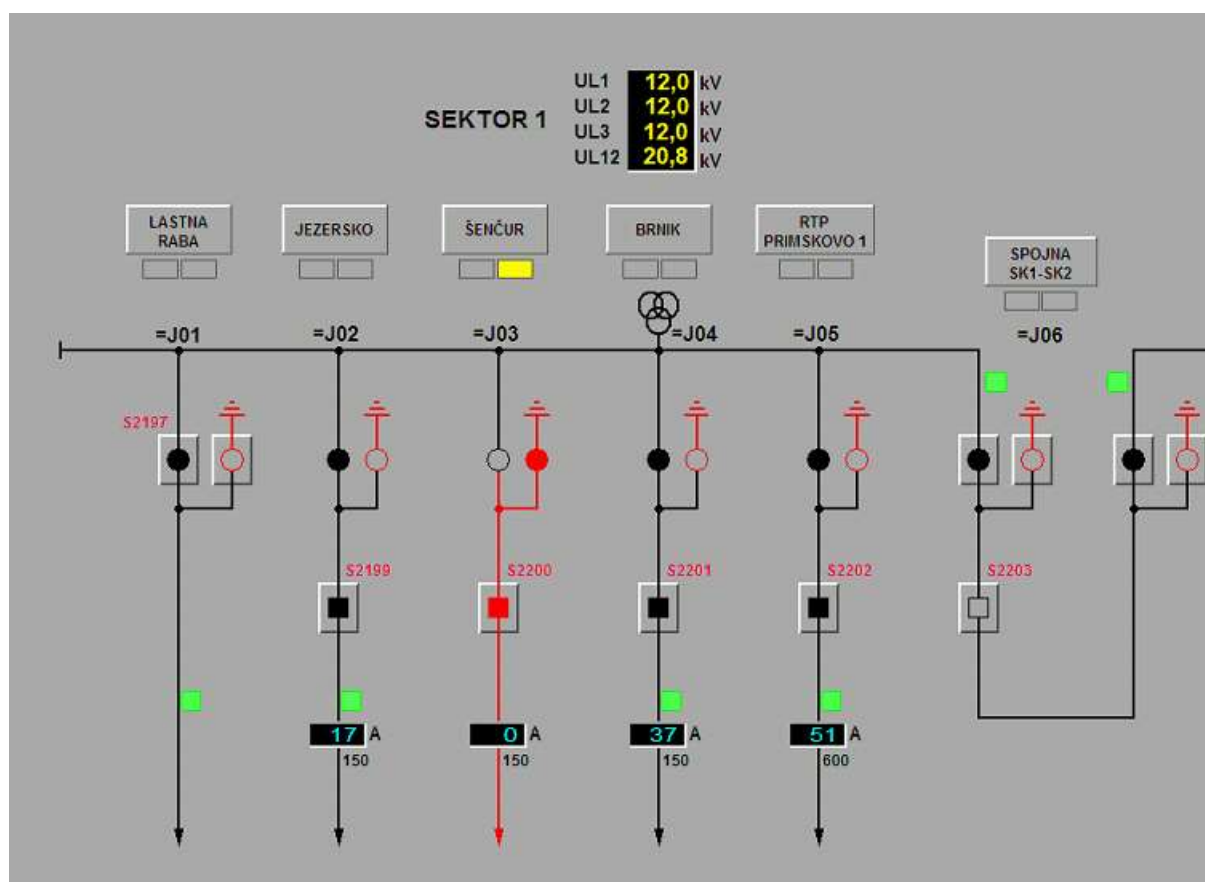 SEKTOR 1
UL1 12,0 kV
UL2 12,0 kV
UL3 12,0 kV
UL12 20,8 kV
LASTNA
RABA
JEZERSKO
ŠENČUR
BRNIK
RTP
PRIMSKOVO 1
SPOJNA
SK1-SK2
=J01
=J02
=J03
=J04
=J05
=J06
S2197
S2199
S2200
S2201
S2202
S2203
17 A
150
0 A
150
37 A
150
51 A
600